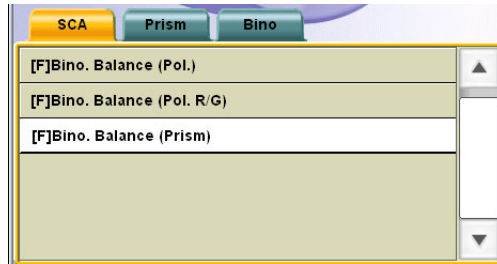 SCA Prism Bino
[F]Bino. Balance (Pol.)
[F]Bino. Balance (Pol. R/G)
[F]Bino. Balance (Prism)